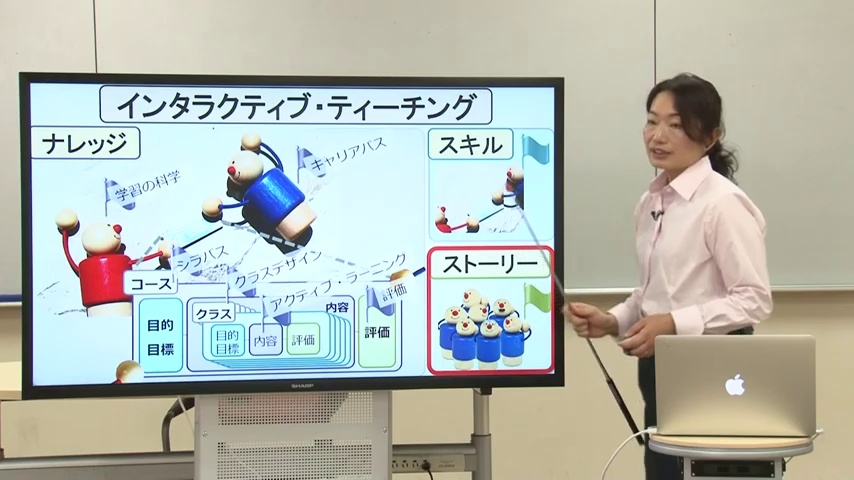 インタラクティブ・ティーチング
ナレッジ
スキル
キャリアパス
学習の科学
シラバス
クラスデザイン
アクティブ・ラーニング
評価
ストーリー
コース
目的
目標
クラス
内容
目的
目標
内容
評価
評価
SHARP